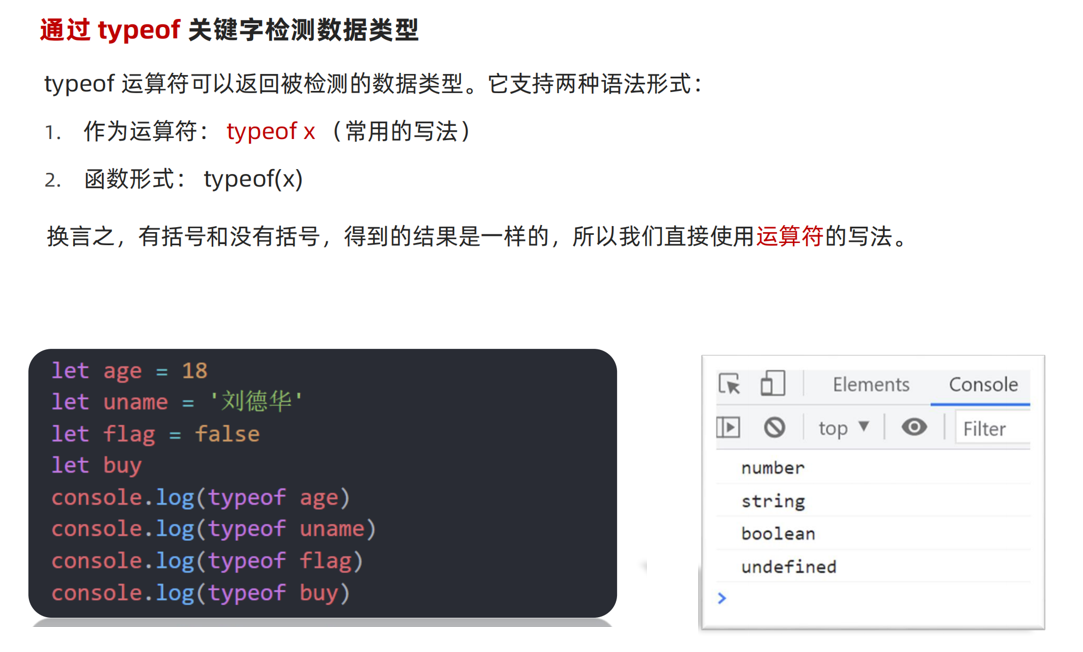 通过 typeof 关键字检测数据类型
typeof 运算符可以返回被检测的数据类型。它支持两种语法形式：
1. 作为运算符： typeof x （常用的写法）
2. 函数形式： typeof(x)
换言之，有括号和没有括号，得到的结果是一样的，所以我们直接使用运算符的写法。
let age = 18
let uname = '刘德华'
let flag = false
let buy
console.log(typeof age)
console.log(typeof uname)
console.log(typeof flag)
console.log(typeof buy)
Elements Console
top Filter
number
string
boolean
undefined
>